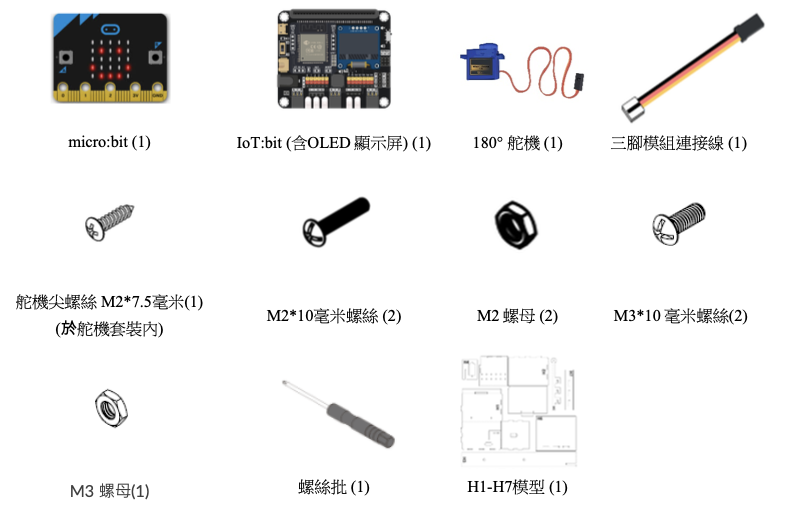 micro:bit (1)
IoT:bit (含OLED 顯示屏) (1)
180° 舵機 (1)
三腳模組連接線 (1)
舵機尖螺絲 M2*7.5毫米(1)
(於舵機套裝內)
M2*10毫米螺絲 (2)
M2 螺母 (2)
M3*10 毫米螺絲(2)
M3 螺母(1)
螺絲批 (1)
H1-H7模型 (1)